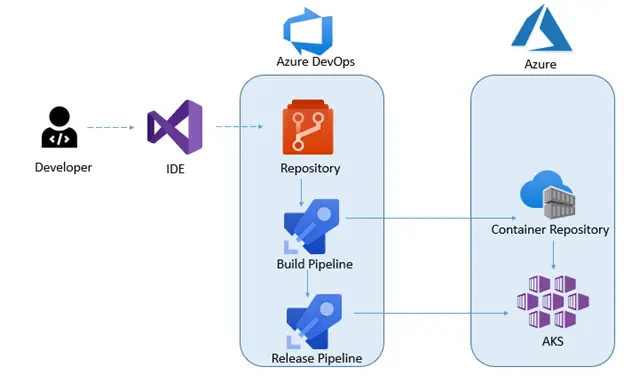 Azure DevOps
Azure
Developer
IDE
Repository
Container Repository
Build Pipeline
AKS
Release Pipeline